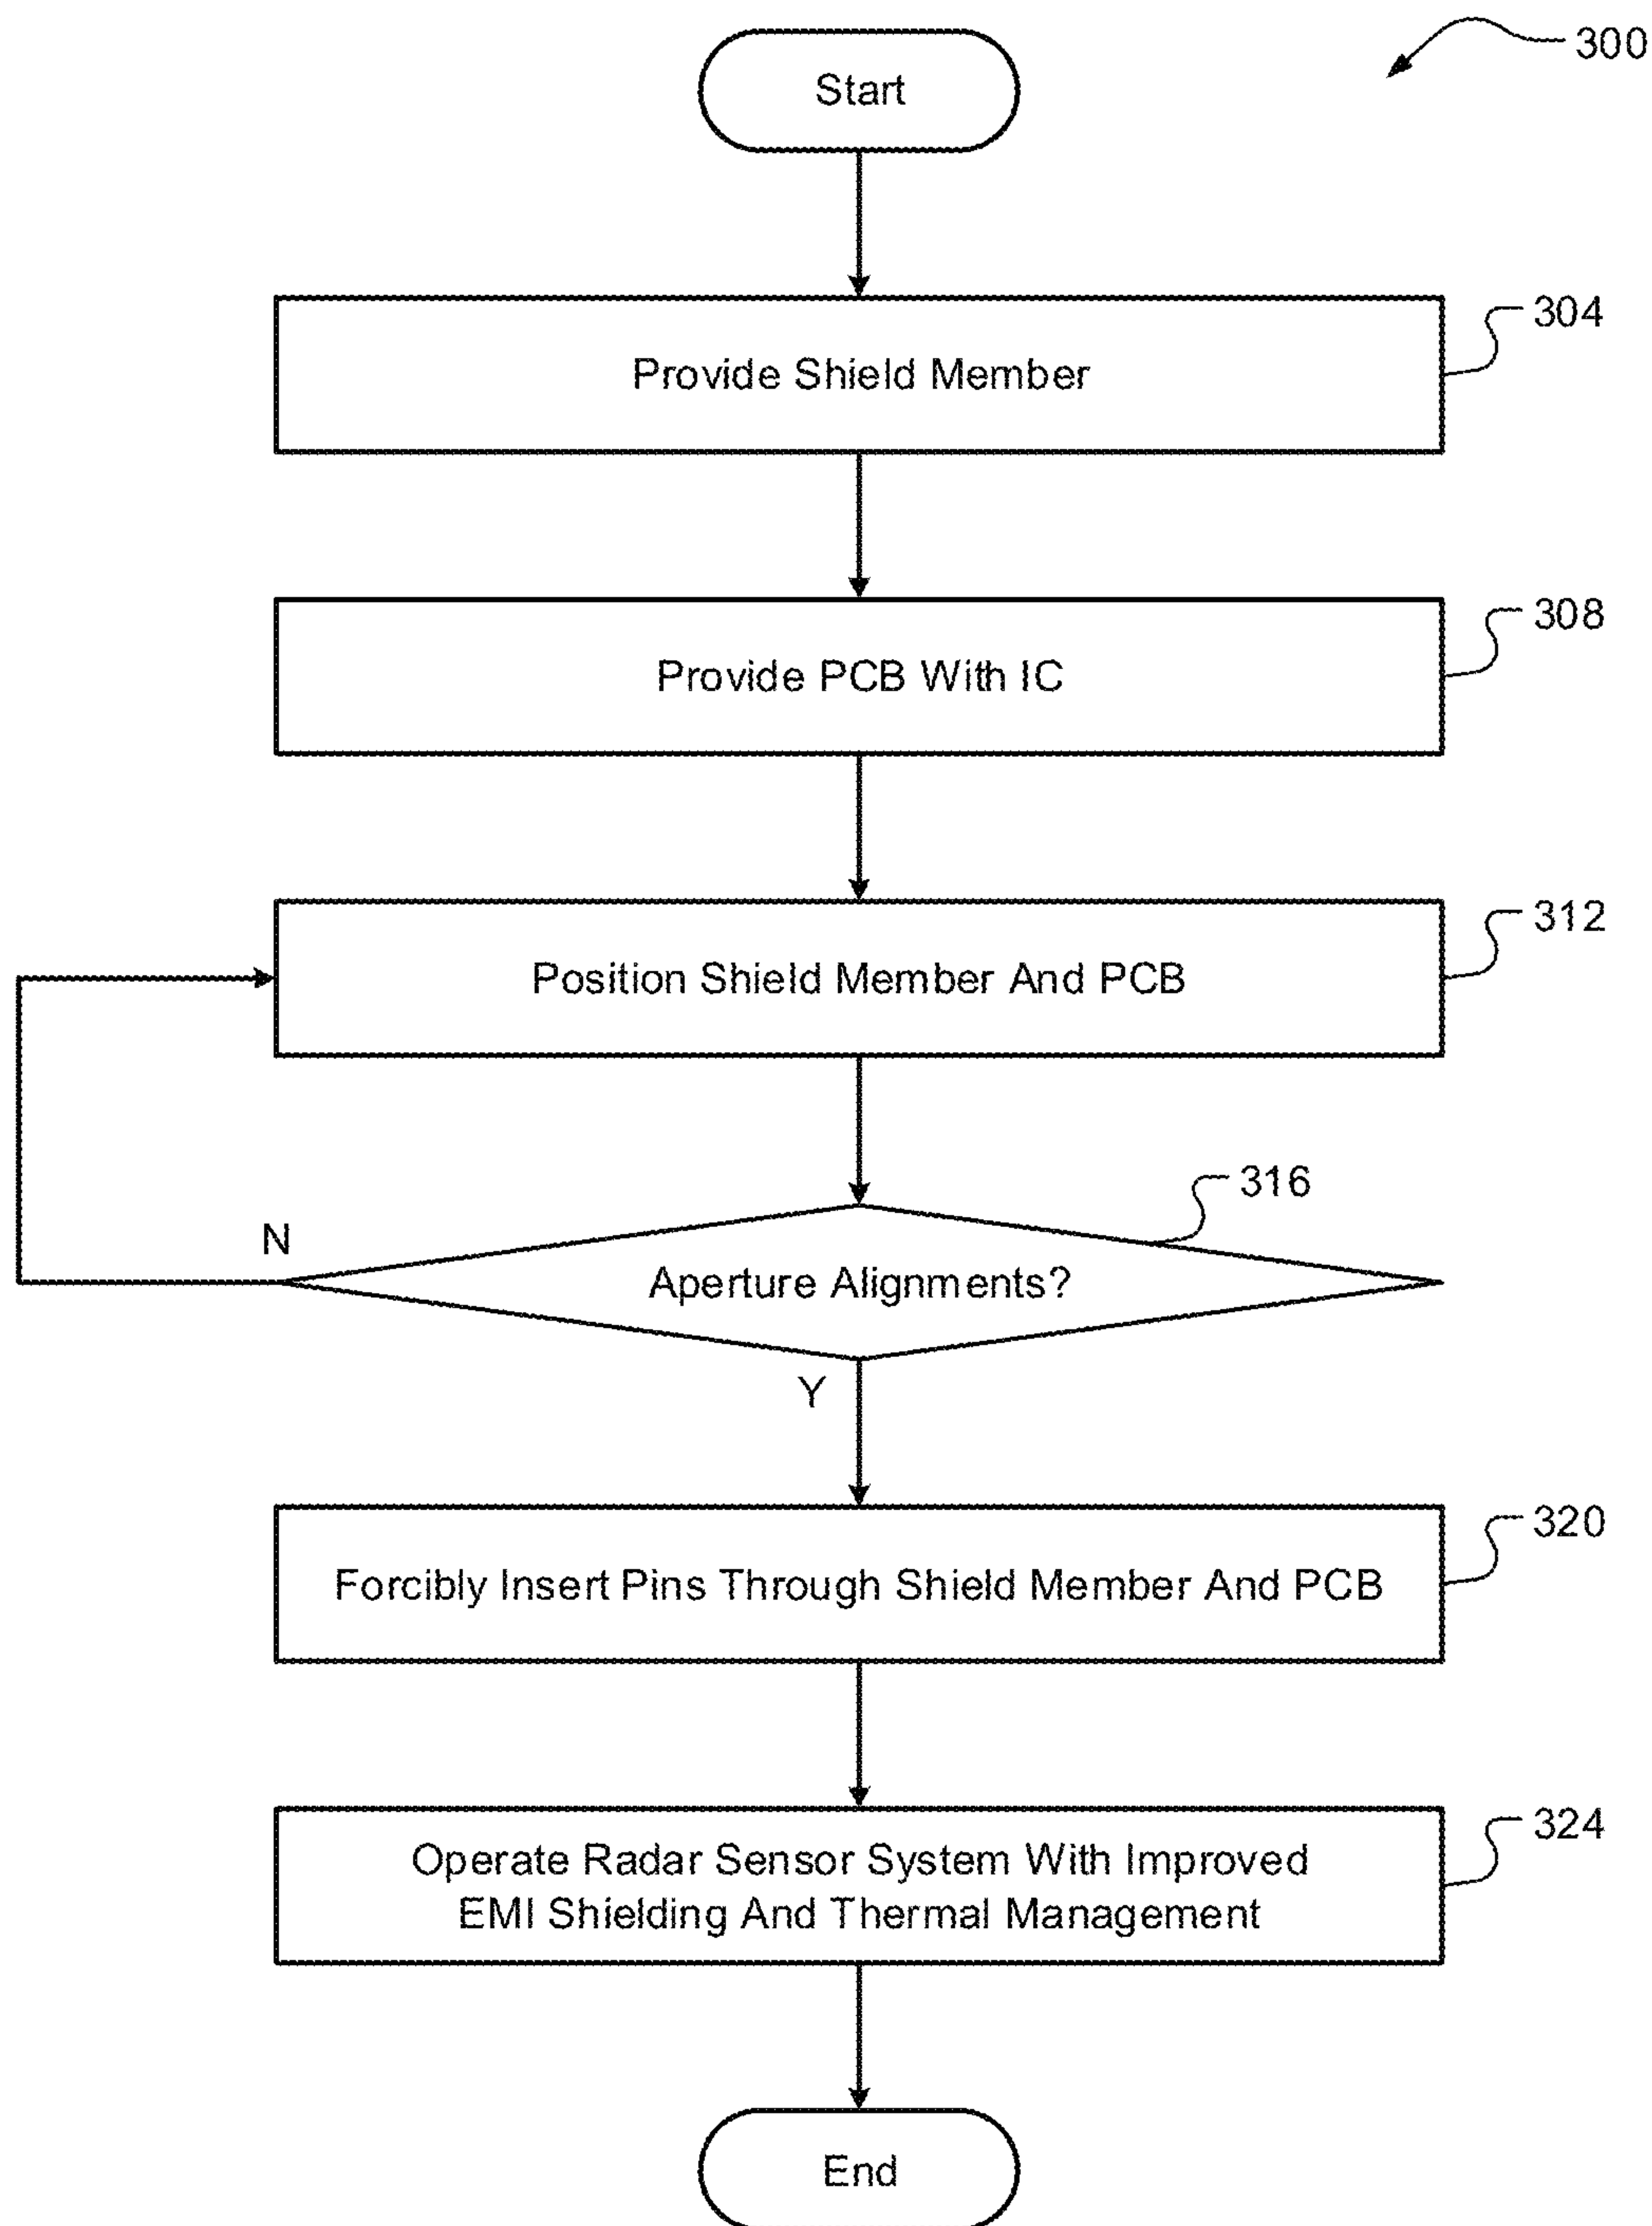 300
Start
304
Provide Shield Member
308
Provide PCB With IC
312
Position Shield Member And PCB
316
N
Aperture Alignments?
Y
320
Forcibly Insert Pins Through Shield Member And PCB
324
Operate Radar Sensor System With Improved
EMI Shielding And Thermal Management
End